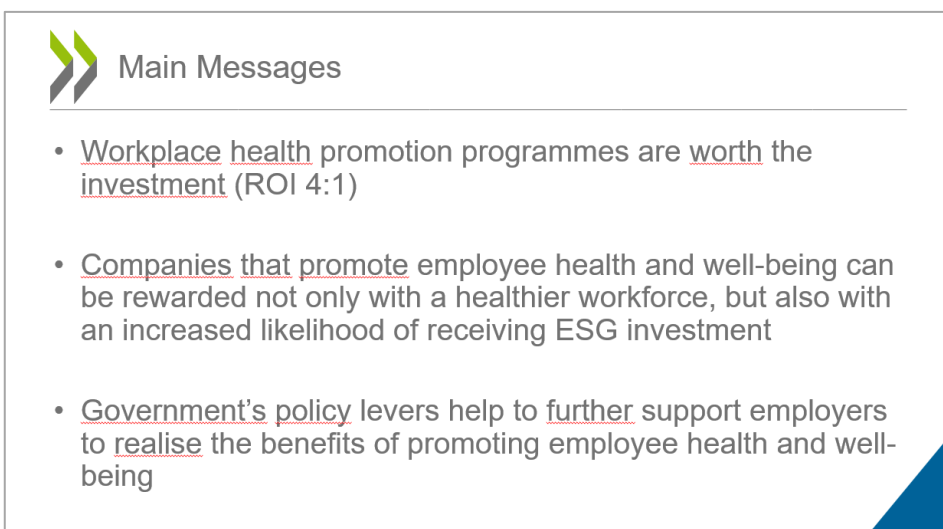 Main Messages
• Workplace health promotion programmes are worth the
investment (ROI 4:1)
• Companies that promote employee health and well-being can
be rewarded not only with a healthier workforce, but also with
an increased likelihood of receiving ESG investment
• Government’s policy levers help to further support employers
to realise the benefits of promoting employee health and well-
being